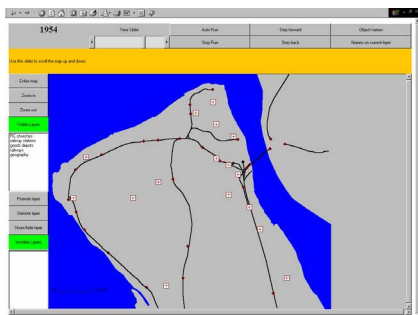 1954
Time Slider
Auto Run
Step forward
Object names
Stop Run
Step back
Names on current layer
Use this slider to scroll the map up and down.
Entire map
Zoom in
Zoom out
Visible Layers
RC churches
railway stations
goods depots
railways
geography
Promote layer
Demote layer
Show/hide layer
Invisible Layers